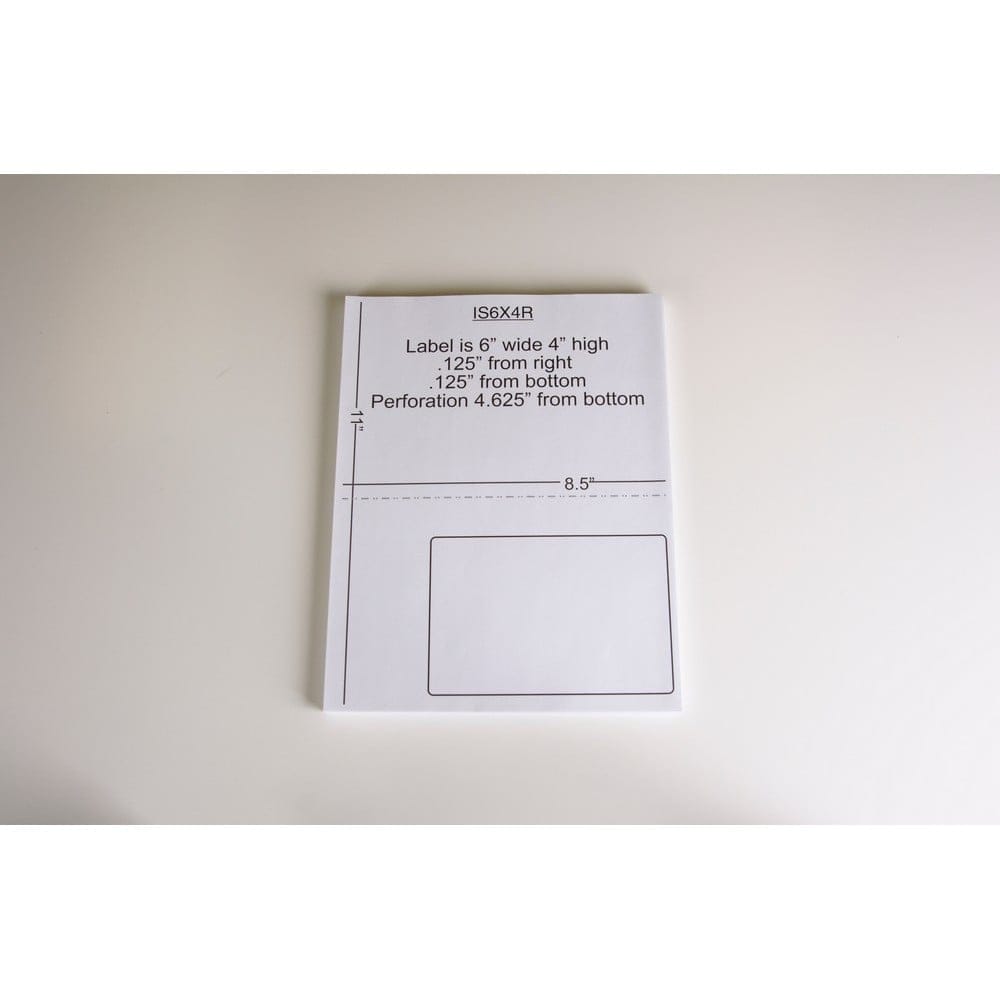 IS6X4R
Label is 6” wide 4” high
.125” from right
.125” from bottom
Perforation 4.625” from bottom
11”
8.5”